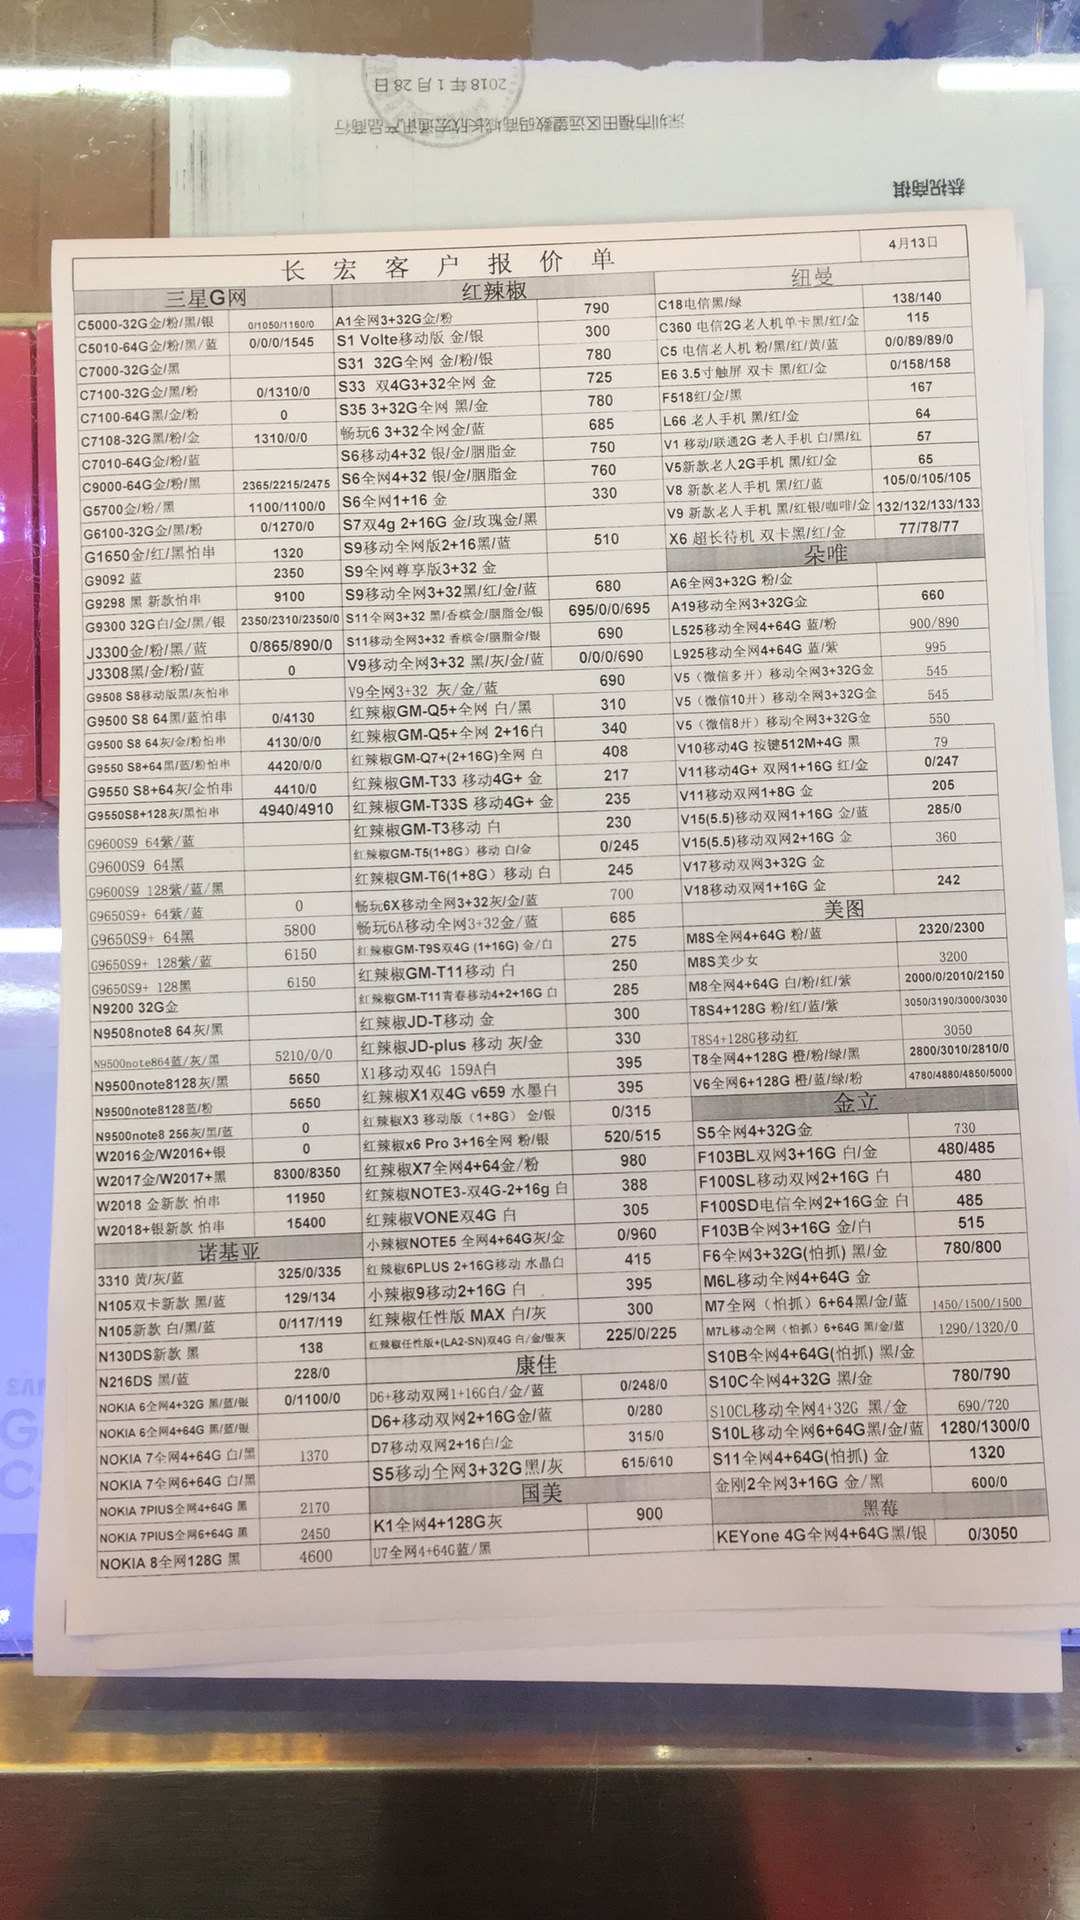 2018年1月28日
深圳市福田区远望数码商城长欣宏通讯产品商行
恭祝商祺
长宏客户报价单
4月13日
三星G网
C5000-32G金/粉/黑/银 0/1050/1160/0
C5010-64G金/粉/黑/蓝 0/0/0/1545
C7000-32G金/黑
C7100-32G金/黑/粉 0/1310/0
C7100-64G黑/金/粉 0
C7108-32G黑/粉/金 1310/0/0
C7010-64G金/粉/蓝
C9000-64G金/粉/黑 2365/2215/2475
G5700金/粉/黑 1100/1100/0
G6100-32G金/黑/粉 0/1270/0
G1650金/红/黑怕串 1320
G9092 蓝 2350
G9298 黑 新款怕串 9100
G9300 32G白/金/黑/银 2350/2310/2350/0
J3300金/粉/黑/蓝 0/865/890/0
J3308黑/金/粉/蓝 0
G9508 S8移动版黑/灰怕串
G9500 S8 64黑/蓝怕串 0/4130
G9500 S8 64灰/金/粉怕串 4130/0/0
G9550 S8+64黑/蓝/粉怕串 4420/0/0
G9550 S8+64灰/金怕串 4410/0
G9550S8+128灰/黑怕串 4940/4910
G9600S9 64紫/蓝
G9600S9 64黑
G9600S9 128紫/蓝/黑
G9650S9+ 64紫/蓝 0
G9650S9+ 64黑 5800
G9650S9+ 128紫/蓝 6150
G9650S9+ 128黑 6150
N9200 32G金
N9508note8 64灰/黑
N9500note864蓝/灰/黑 5210/0/0
N9500note8128灰/黑 5650
N9500note8128蓝/粉 5650
N9500note8 256灰/黑/蓝 0
W2016金/W2016+银 0
W2017金/W2017+黑 8300/8350
W2018 金新款 怕串 11950
W2018+银新款 怕串 15400
诺基亚
3310 黄/灰/蓝 325/0/335
N105双卡新款 黑/蓝 129/134
N105新款 白/黑/蓝 0/117/119
N130DS新款 黑 138
N216DS 黑/蓝 228/0
NOKIA 6全网4+32G 黑/蓝/银 0/1100/0
NOKIA 6全网4+64G 黑/蓝/银
NOKIA 7全网4+64G 白/黑 1370
NOKIA 7全网6+64G 白/黑
NOKIA 7PIUS全网4+64G 黑 2170
NOKIA 7PIUS全网6+64G 黑 2450
NOKIA 8全网128G 黑 4600
红辣椒
A1全网3+32G金/粉 790
S1 Volte移动版 金/银 300
S31 32G全网 金/粉/银 780
S33 双4G3+32全网 金 725
S35 3+32G全网 黑/金 780
畅玩6 3+32全网金/蓝 685
S6移动4+32 银/金/胭脂金 750
S6全网4+32 银/金/胭脂金 760
S6全网1+16 金 330
S7双4g 2+16G 金/玫瑰金/黑
S9移动全网版2+16黑/蓝 510
S9全网尊享版3+32 金
S9移动全网3+32黑/红/金/蓝 680
S11全网3+32 黑/香槟金/胭脂金/银 695/0/0/695
S11移动全网3+32 香槟金/胭脂金/银 690
V9移动全网3+32 黑/灰/金/蓝 0/0/0/690
V9全网3+32 灰/金/蓝 690
红辣椒GM-Q5+全网 白/黑 310
红辣椒GM-Q5+全网 2+16白 340
红辣椒GM-Q7+(2+16G)全网 白 408
红辣椒GM-T33 移动4G+ 金 217
红辣椒GM-T33S 移动4G+ 金 235
红辣椒GM-T3移动 白 230
红辣椒GM-T5(1+8G）移动 白/金 0/245
红辣椒GM-T6(1+8G）移动 白 245
畅玩6X移动全网3+32灰/金/蓝 700
畅玩6A移动全网3+32金/蓝 685
红辣椒GM-T9S双4G (1+16G) 金/白 275
红辣椒GM-T11移动 白 250
红辣椒GM-T11青春移动4+2+16G 白 285
红辣椒JD-T移动 金 300
红辣椒JD-plus 移动 灰/金 330
X1移动双4G 159A白 395
红辣椒X1双4G v659 水墨白 395
红辣椒X3 移动版（1+8G） 金/银 0/315
红辣椒x6 Pro 3+16全网 粉/银 520/515
红辣椒X7全网4+64金/粉 980
红辣椒NOTE3-双4G-2+16g 白 388
红辣椒VONE双4G 白 305
小辣椒NOTE5 全网4+64G灰/金 0/960
红辣椒6PLUS 2+16G移动 水晶白 415
小辣椒9移动2+16G 白 395
红辣椒任性版 MAX 白/灰 300
红辣椒任性版+(LA2-SN)双4G 白/金/银灰 225/0/225
康佳
D6+移动双网1+16G白/金/蓝 0/248/0
D6+移动双网2+16G金/蓝 0/280
D7移动双网2+16白/金 315/0
S5移动全网3+32G黑/灰 615/610
国美
K1全网4+128G灰 900
U7全网4+64G蓝/黑
纽曼
C18电信黑/绿 138/140
C360 电信2G老人机单卡黑/红/金 115
C5 电信老人机 粉/黑/红/黄/蓝 0/0/89/89/0
E6 3.5寸触屏 双卡 黑/红/金 0/158/158
F518红/金/黑 167
L66 老人手机 黑/红/金 64
V1 移动/联通2G 老人手机 白/黑/红 57
V5新款老人2G手机 黑/红/金 65
V8 新款老人手机 黑/红/蓝 105/0/105/105
V9 新款老人手机 黑/红银/咖啡/金 132/132/133/133
X6 超长待机 双卡黑/红/金 77/78/77
朵唯
A6全网3+32G 粉/金
A19移动全网3+32G金 660
L525移动全网4+64G 蓝/粉 900/890
L925移动全网4+64G 蓝/紫 995
V5（微信多开）移动全网3+32G金 545
V5（微信10开）移动全网3+32G金 545
V5（微信8开）移动全网3+32G金 550
V10移动4G 按键512M+4G 黑 79
V11移动4G+ 双网1+16G 红/金 0/247
V11移动双网1+8G 金 205
V15(5.5)移动双网1+16G 金/蓝 285/0
V15(5.5)移动双网2+16G 金 360
V17移动双网3+32G 金
V18移动双网1+16G 金 242
美图
M8S全网4+64G 粉/蓝 2320/2300
M8S美少女 3200
M8全网4+64G 白/粉/红/紫 2000/0/2010/2150
T8S4+128G 粉/红/蓝/紫 3050/3190/3000/3030
T8S4+128G移动红 3050
T8全网4+128G 橙/粉/绿/黑 2800/3010/2810/0
V6全网6+128G 橙/蓝/绿/粉 4780/4880/4850/5000
金立
S5全网4+32G金 730
F103BL双网3+16G 白/金 480/485
F100SL移动双网2+16G 白 480
F100SD电信全网2+16G金 白 485
F103B全网3+16G 金/白 515
F6全网3+32G(怕抓) 黑/金 780/800
M6L移动全网4+64G 金
M7全网（怕抓）6+64黑/金/蓝 1450/1500/1500
M7L移动全网（怕抓）6+64G 黑/金/蓝 1290/1320/0
S10B全网4+64G(怕抓) 黑/金
S10C全网4+32G 黑/金 780/790
S10CL移动全网4+32G 黑/金 690/720
S10L移动全网6+64G黑/金/蓝 1280/1300/0
S11全网4+64G(怕抓) 金 1320
金刚2全网3+16G 金/黑 600/0
黑莓
KEYone 4G全网4+64G黑/银 0/3050